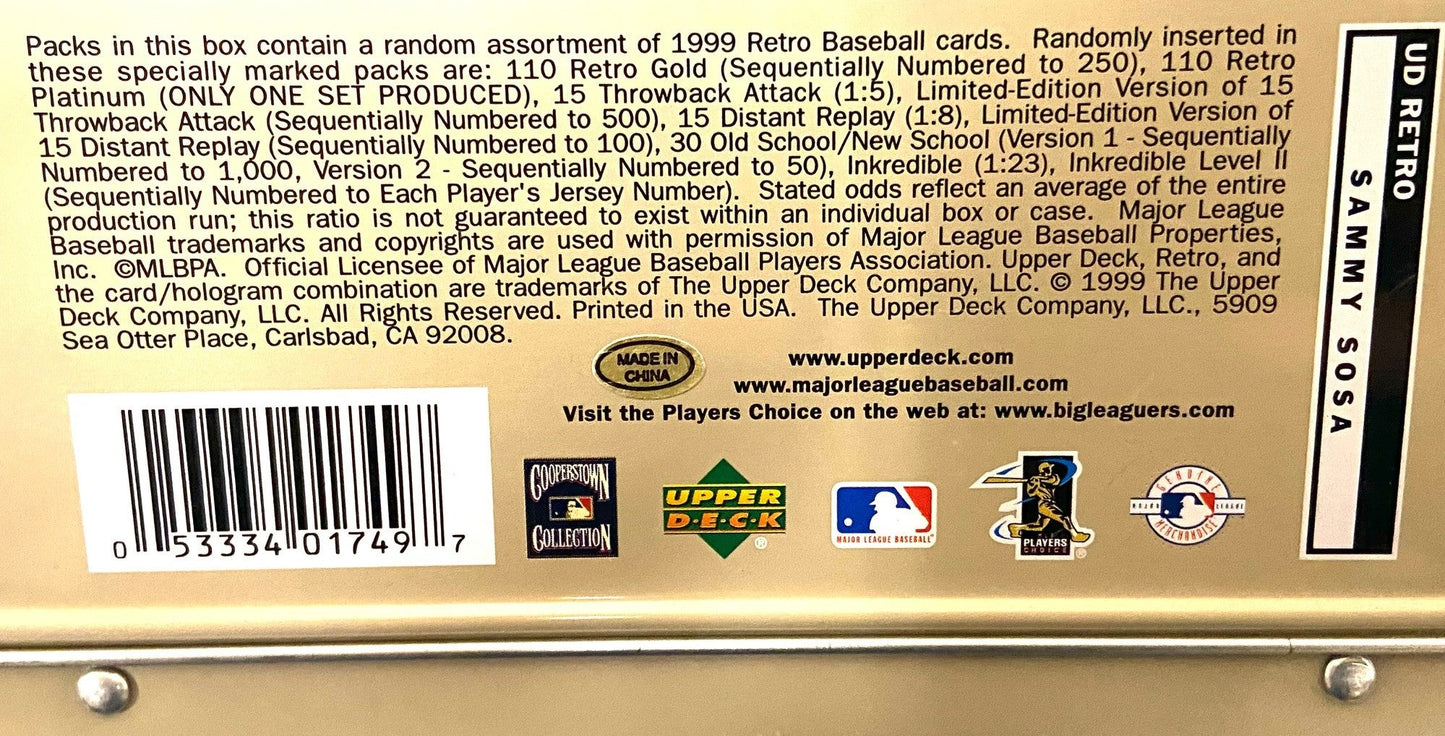 Packs in this box contain a random assortment of 1999 Retro Baseball cards. Randomly inserted in
these specially marked packs are: 110 Retro Gold (Sequentially Numbered to 250), 110 Retro
Platinum (ONLY ONE SET PRODUCED), 15 Throwback Attack (1:5), Limited-Edition Version of 15
Throwback Attack (Sequentially Numbered to 500), 15 Distant Replay (1:8), Limited-Edition Version of
15 Distant Replay (Sequentially Numbered to 100), 30 Old School/New School (Version 1 - Sequentially
Numbered to 1,000, Version 2 - Sequentially Numbered to 50), Inkredible (1:23), Inkredible Level II
(Sequentially Numbered to Each Player's Jersey Number). Stated odds reflect an average of the entire
production run; this ratio is not guaranteed to exist within an individual box or case. Major League
Baseball trademarks and copyrights are used with permission of Major League Baseball Properties,
Inc. ©MLBPA. Official Licensee of Major League Baseball Players Association. Upper Deck, Retro, and
the card/hologram combination are trademarks of The Upper Deck Company, LLC. © 1999 The Upper
Deck Company, LLC. All Rights Reserved. Printed in the USA. The Upper Deck Company, LLC., 5909
Sea Otter Place, Carlsbad, CA 92008.
MADE IN
CHINA
www.upperdeck.com
www.majorleaguebaseball.com
Visit the Players Choice on the web at: www.bigleaguers.com
0 53334 01749 7
COOPERSTOWN
COLLECTION
UPPER
D·E·C·K
®
MAJOR LEAGUE BASEBALL
PLAYERS
CHOICE
®
GENUINE
MAJOR LEAGUE
MERCHANDISE
UD RETRO
SAMMY SOSA